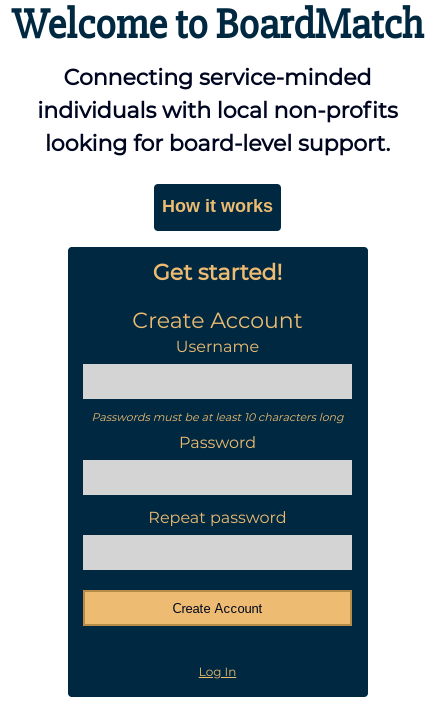 Welcome to BoardMatch
Connecting service-minded
individuals with local non-profits
looking for board-level support.
How it works
Get started!
Create Account
Username
Passwords must be at least 10 characters long
Password
Repeat password
Create Account
Log In